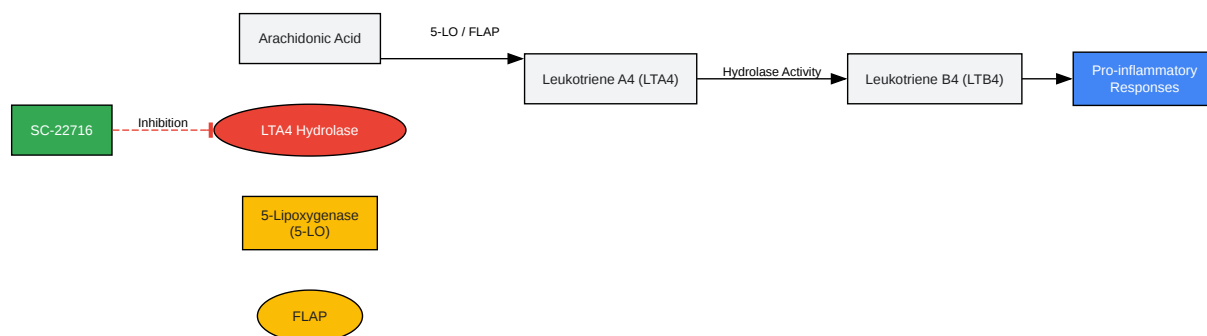 Arachidonic Acid
5-LO / FLAP
Leukotriene A4 (LTA4)
Hydrolase Activity
Leukotriene B4 (LTB4)
Pro-inflammatory
Responses
SC-22716
Inhibition
LTA4 Hydrolase
5-Lipoxygenase
(5-LO)
FLAP